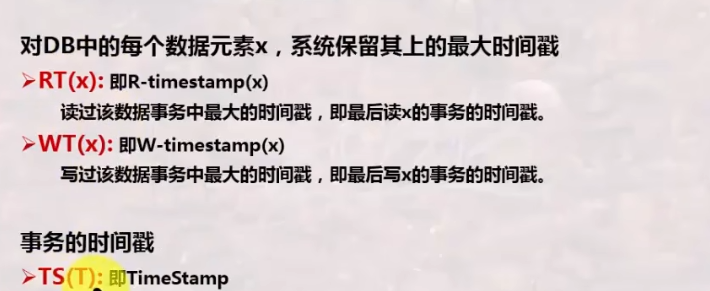 对DB中的每个数据元素x，系统保留其上的最大时间戳
➢RT(x): 即R-timestamp(x)
读过该数据事务中最大的时间戳，即最后读x的事务的时间戳。
➢WT(x): 即W-timestamp(x)
写过该数据事务中最大的时间戳，即最后写x的事务的时间戳。
事务的时间戳
➢TS(T): 即TimeStamp